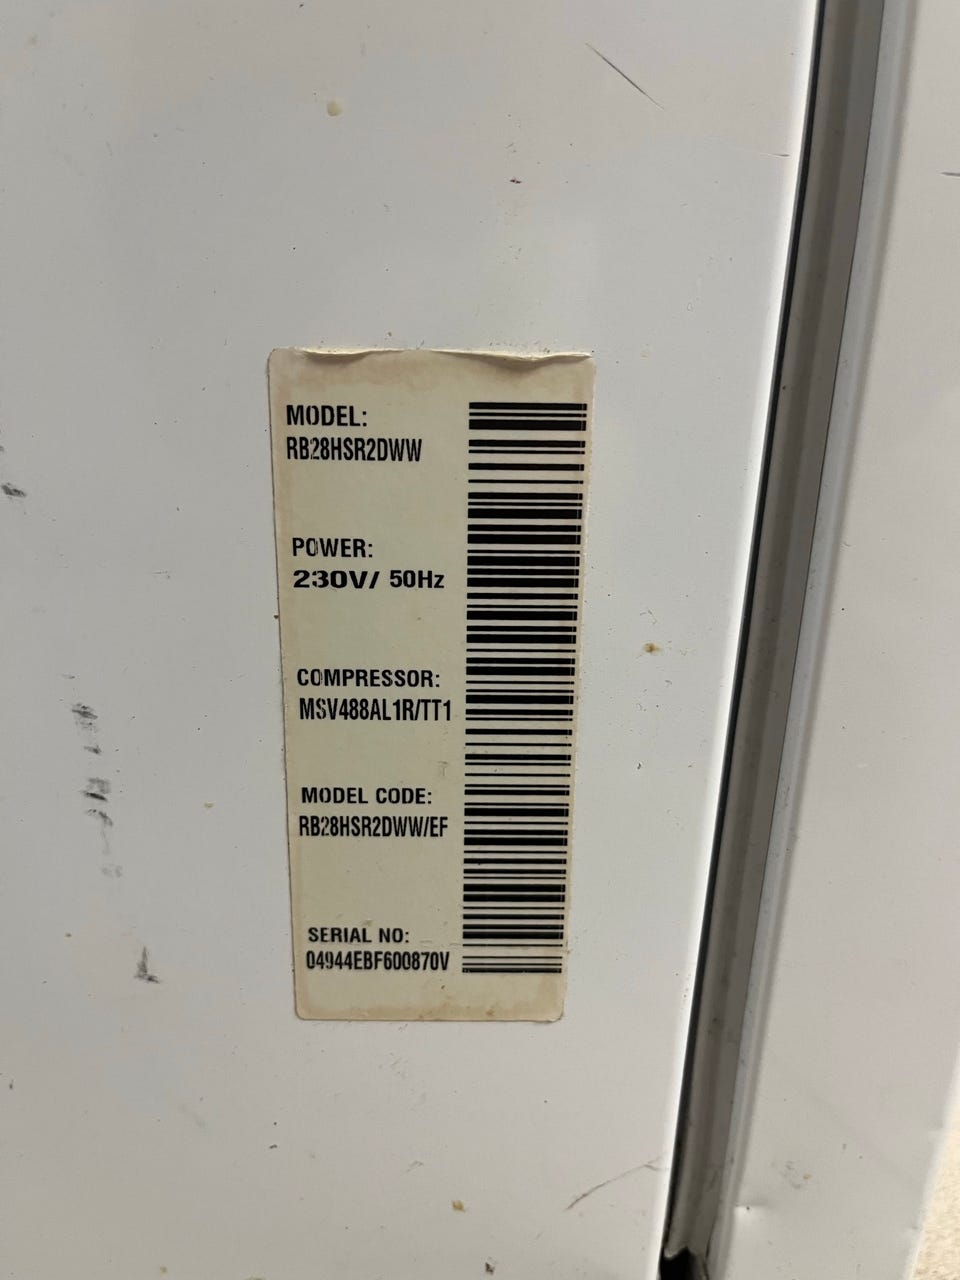 MODEL:
RB28HSR2DWW
POWER:
230V/ 50Hz
COMPRESSOR:
MSV488AL1R/TT1
MODEL CODE:
RB28HSR2DWW/EF
SERIAL NO:
04944EBF600870V